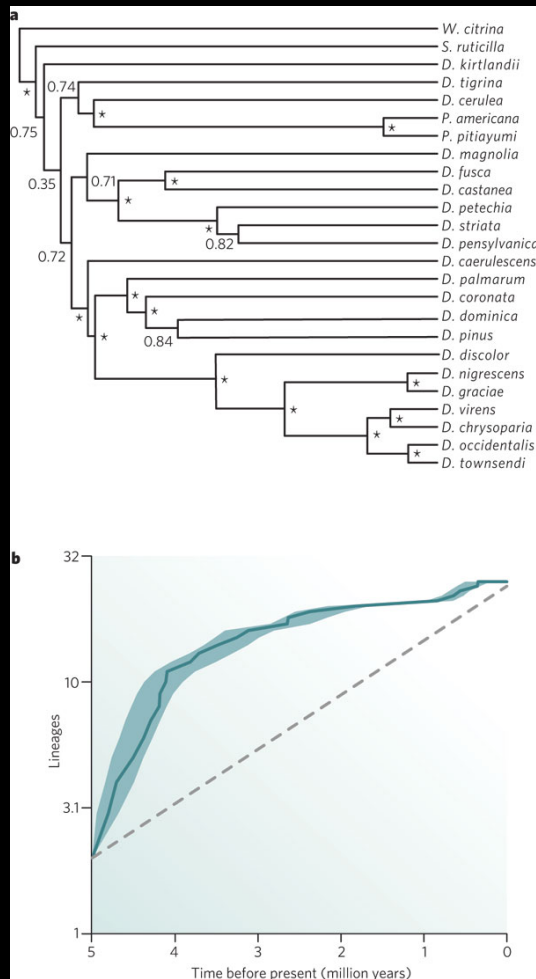 a
W. citrina
S. ruticilla
D. kirtlandii
0.74
D. tigrina
*
D. cerulea
*
0.75
P. americana
*
P. pitiayumi
D. magnolia
0.35
0.71
D. fusca
*
D. castanea
*
D. petechia
*
D. striata
0.82
D. pensylvanica
0.72
D. caerulescens
D. palmarum
*
D. coronata
*
*
D. dominica
*
0.84
D. pinus
D. discolor
*
D. nigrescens
*
D. graciae
*
D. virens
*
D. chrysoparia
*
D. occidentalis
*
D. townsendi
b
32
10
Lineages
3.1
1
5 4 3 2 1 0
Time before present (million years)